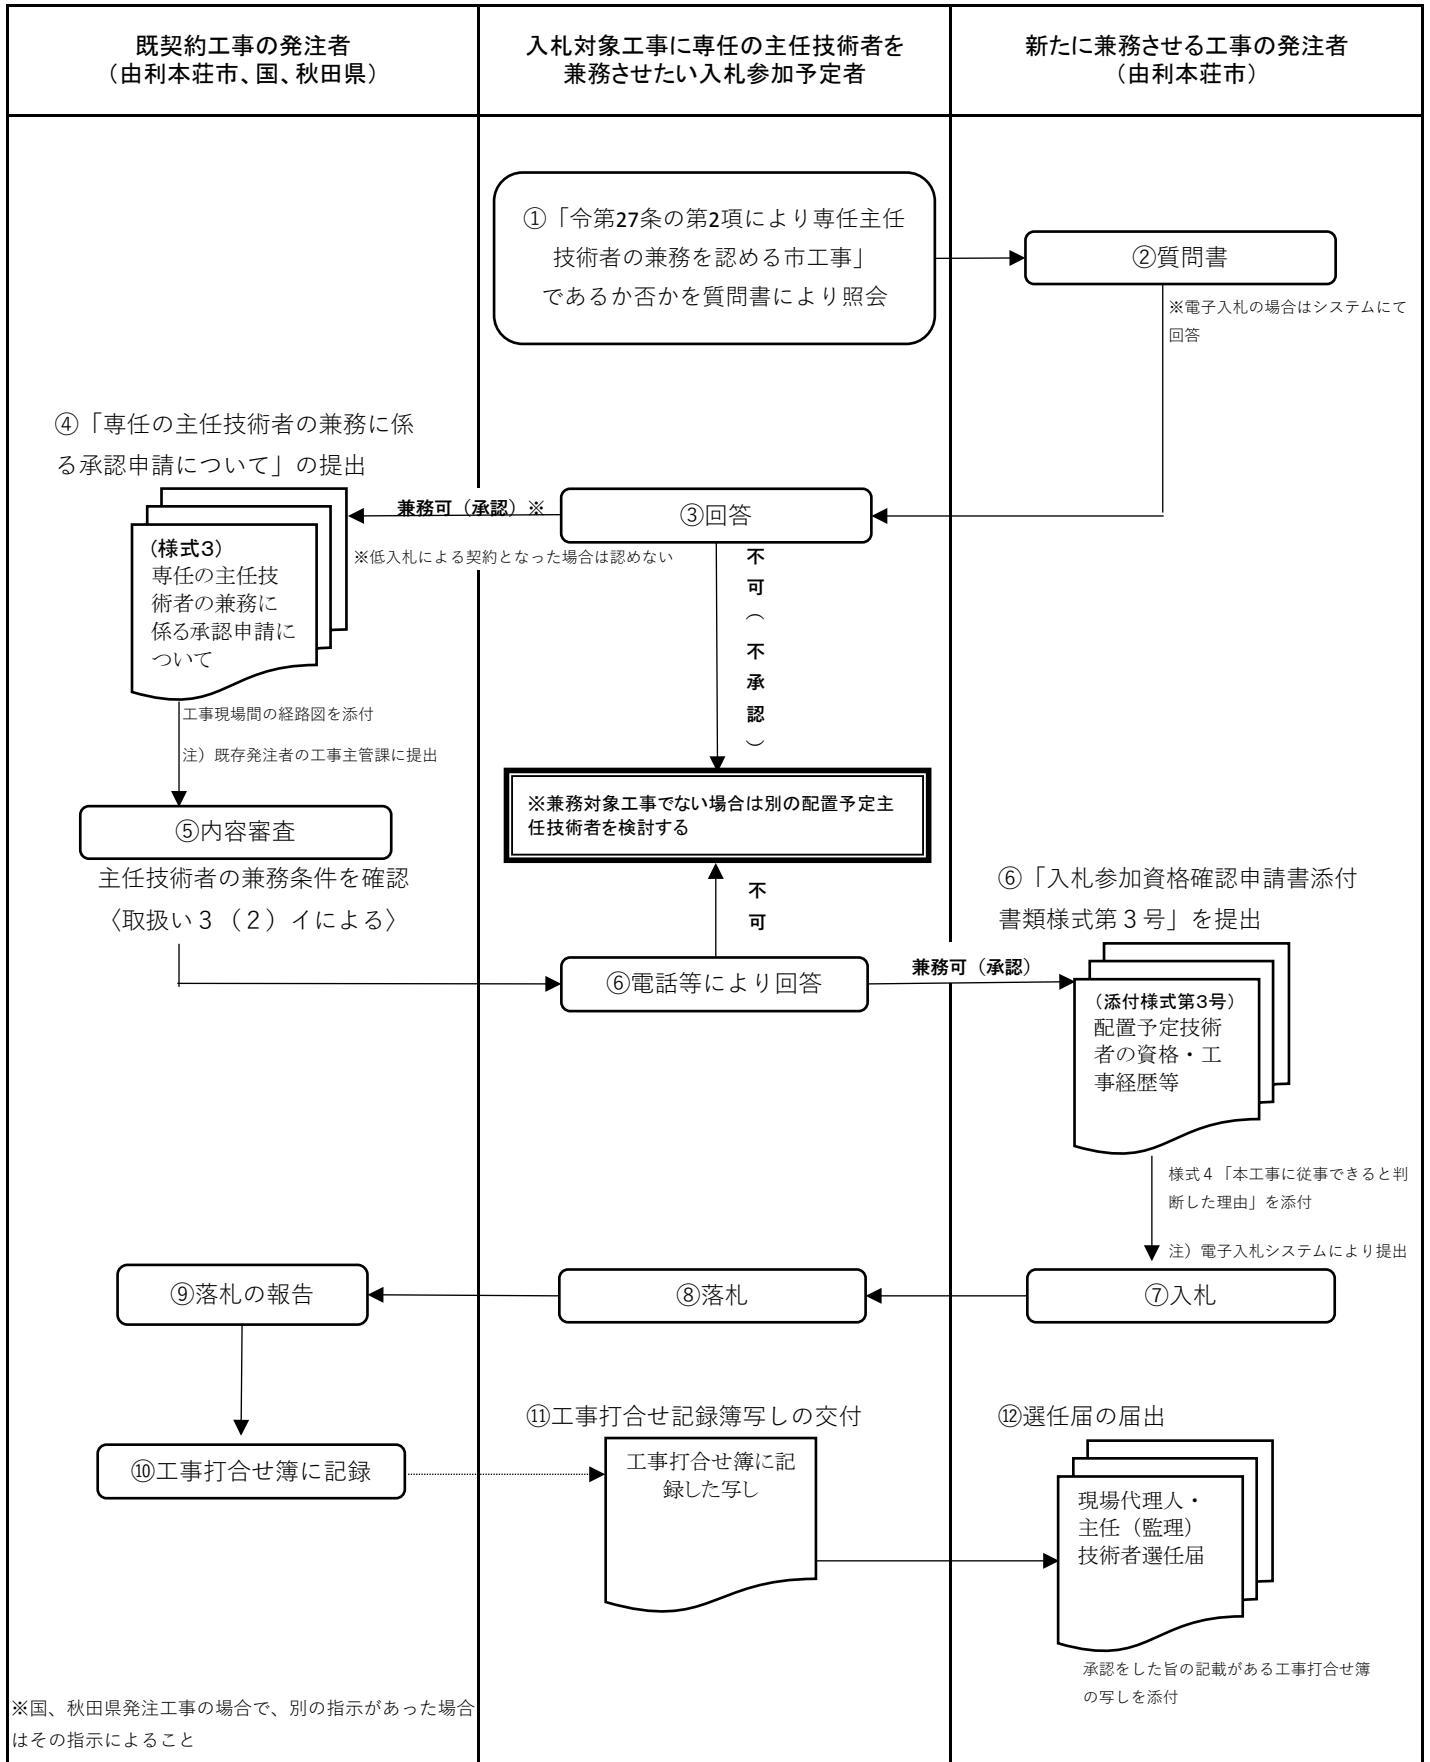 既契約工事の発注者
（由利本荘市、国、秋田県）
入札対象工事に専任の主任技術者を
兼務させたい入札参加予定者
新たに兼務させる工事の発注者
（由利本荘市）
①「令第27条の第2項により専任主任
技術者の兼務を認める市工事」
であるか否かを質問書により照会
②質問書
※電子入札の場合はシステムにて
回答
④「専任の主任技術者の兼務に係
る承認申請について」の提出
兼務可（承認）※
③回答
※低入札による契約となった場合は認めない
（様式3）
専任の主任技
術者の兼務に
係る承認申請に
ついて
不可（不承認）
工事現場間の経路図を添付
注）既存発注者の工事主管課に提出
※兼務対象工事でない場合は別の配置予定主
任技術者を検討する
⑤内容審査
主任技術者の兼務条件を確認
〈取扱い３（２）イによる〉
不可
⑥「入札参加資格確認申請書添付
書類様式第３号」を提出
⑥電話等により回答
兼務可（承認）
（添付様式第3号）
配置予定技術
者の資格・工
事経歴等
様式４「本工事に従事できると判
断した理由」を添付
注）電子入札システムにより提出
⑨落札の報告
⑧落札
⑦入札
⑪工事打合せ記録簿写しの交付
⑫選任届の届出
⑩工事打合せ簿に記録
工事打合せ簿に記
録した写し
現場代理人・
主任（監理）
技術者選任届
承認をした旨の記載がある工事打合せ簿
の写しを添付
※国、秋田県発注工事の場合で、別の指示があった場合
はその指示によること